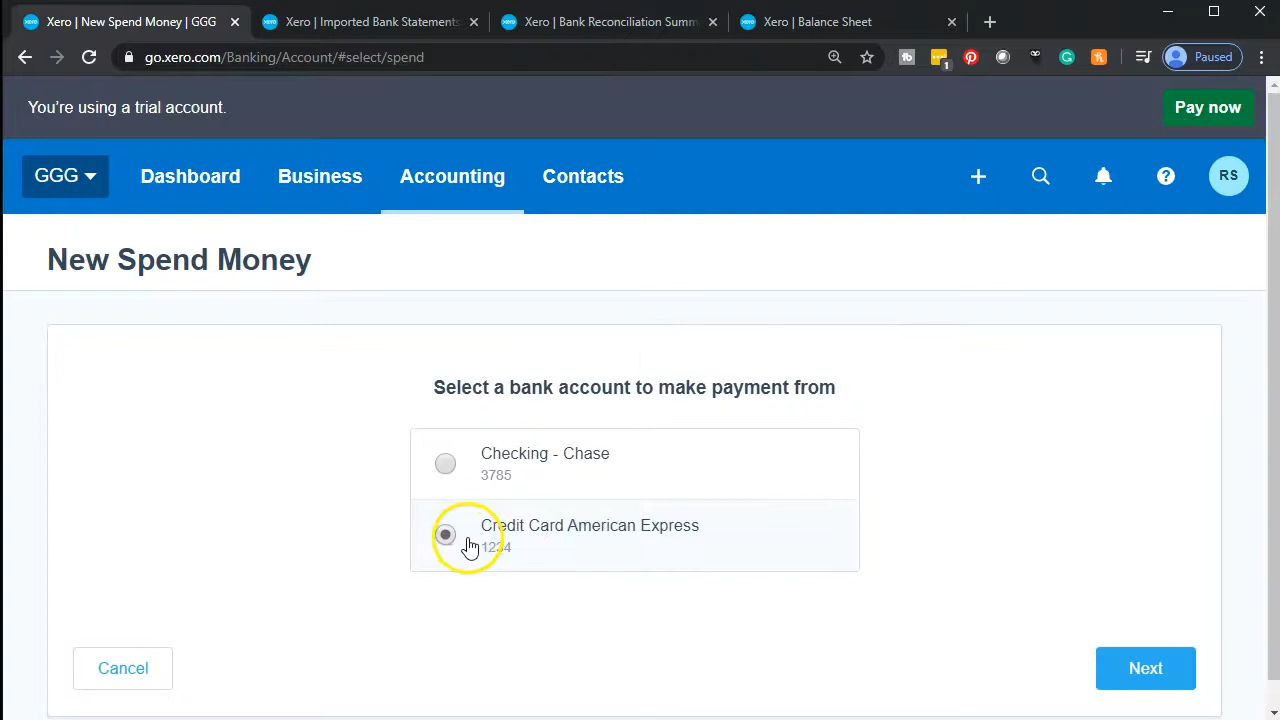 Xero | New Spend Money | GGG
Xero | Imported Bank Statements
Xero | Bank Reconciliation Summ
Xero | Balance Sheet
go.xero.com/Banking/Account/#select/spend
1
Paused
You're using a trial account.
Pay now
GGG
Dashboard
Business
Accounting
Contacts
RS
New Spend Money
Select a bank account to make payment from
Checking - Chase
3785
Credit Card American Express
1234
Cancel
Next